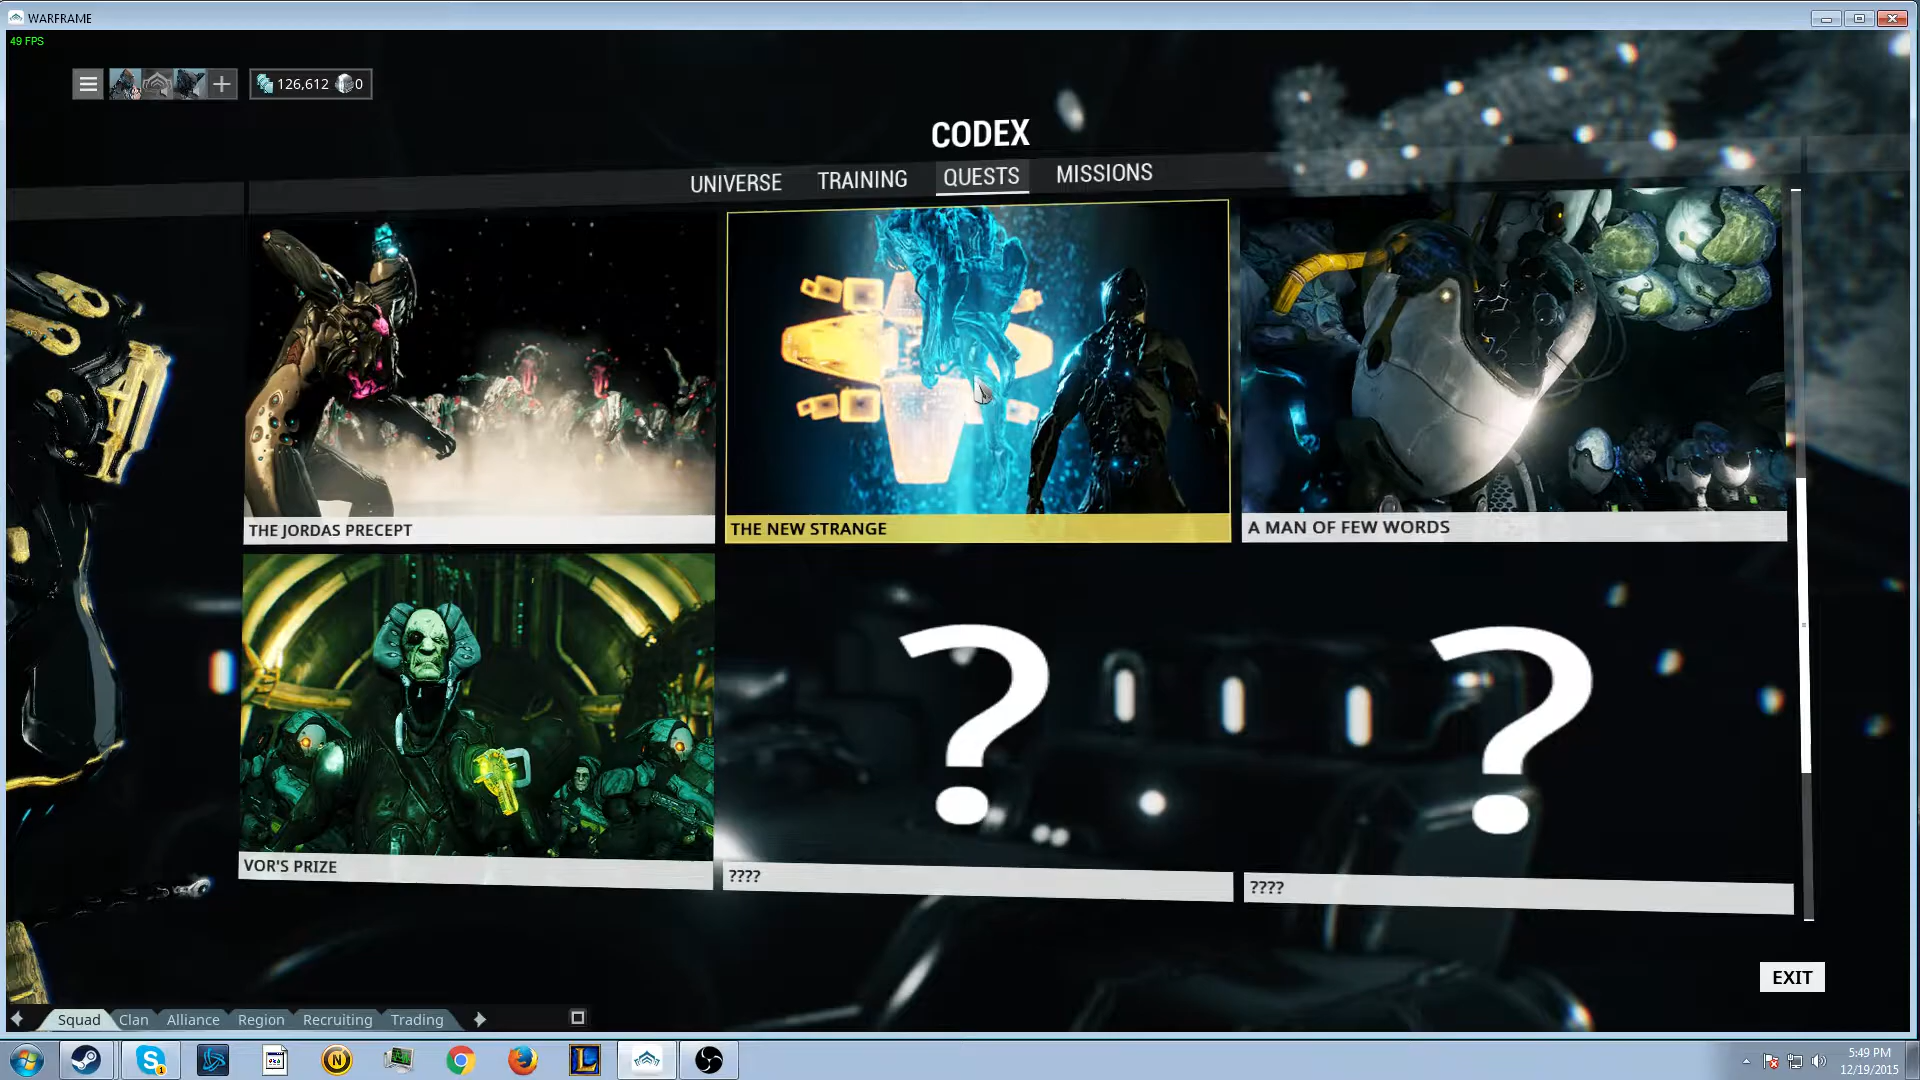 WARFRAME
49 FPS
126,612 0
CODEX
UNIVERSE TRAINING QUESTS MISSIONS
THE JORDAS PRECEPT
THE NEW STRANGE
A MAN OF FEW WORDS
?
?
VOR'S PRIZE
????
????
EXIT
Squad Clan Alliance Region Recruiting Trading
5:49 PM
12/19/2015